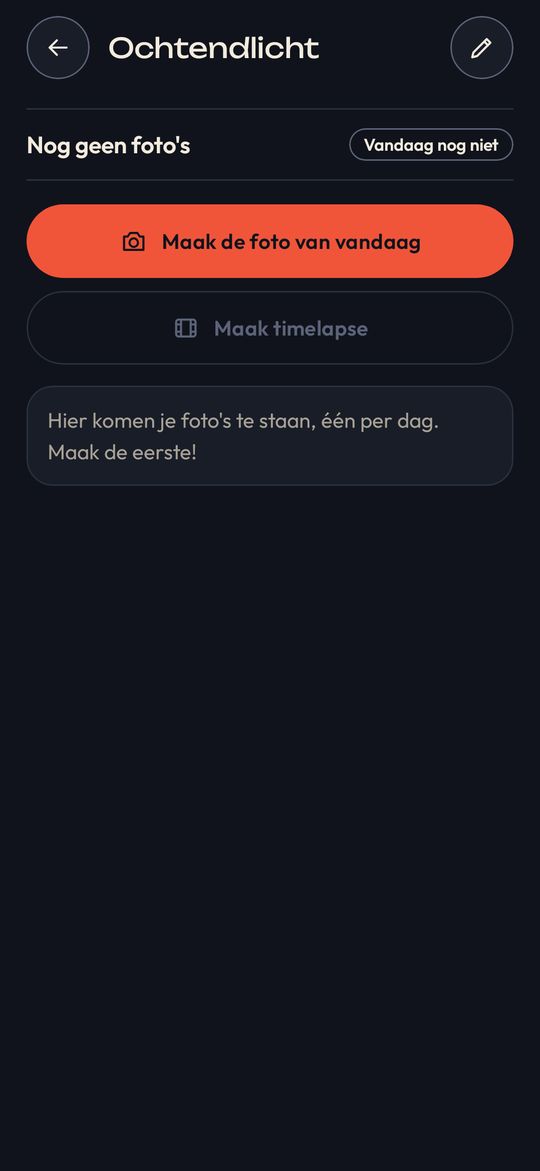 Ochtendlicht
Nog geen foto's
Vandaag nog niet
Maak de foto van vandaag
Maak timelapse
Hier komen je foto's te staan, één per dag.
Maak de eerste!